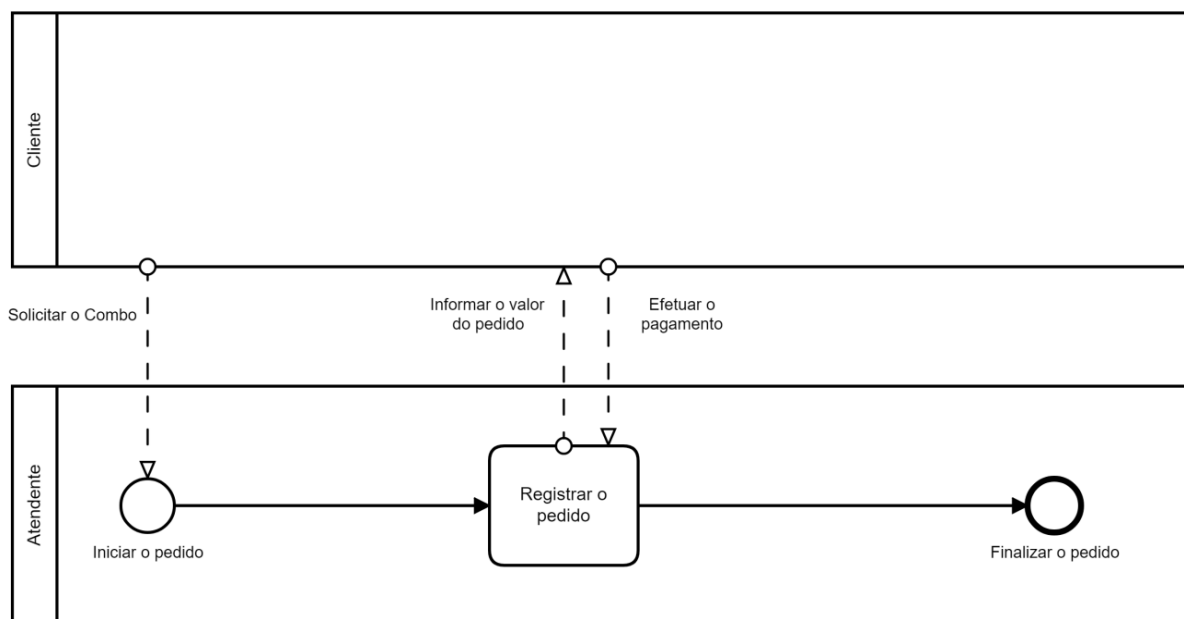 Cliente
Solicitar o Combo
Informar o valor
do pedido
Efetuar o
pagamento
Atendente
Registrar o
pedido
Iniciar o pedido
Finalizar o pedido